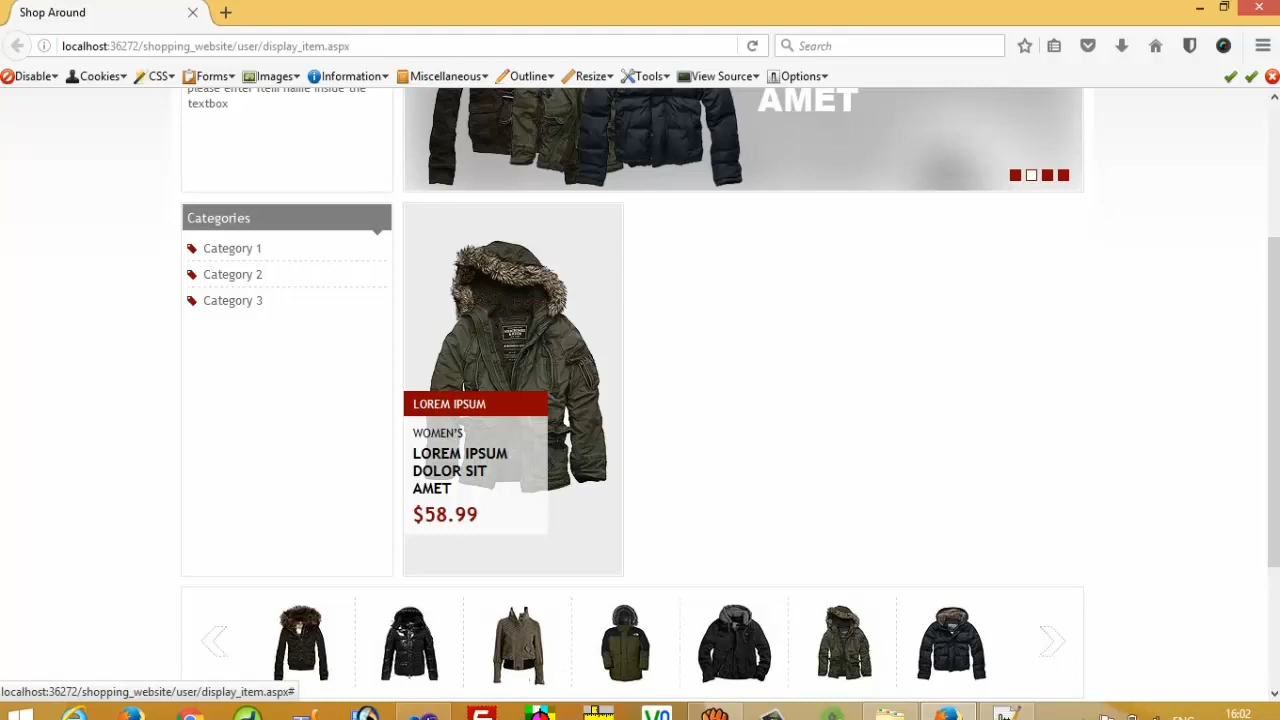 Shop Around
localhost:36272/shopping_website/user/display_item.aspx
Search
Disable Cookies CSS Forms Images Information Miscellaneous Outline Resize Tools View Source Options
please enter item name inside the
textbox
AMET
Categories
Category 1
Category 2
Category 3
LOREM IPSUM
WOMEN'S
LOREM IPSUM
DOLOR SIT
AMET
$58.99
localhost:36272/shopping_website/user/display_item.aspx#
16:02